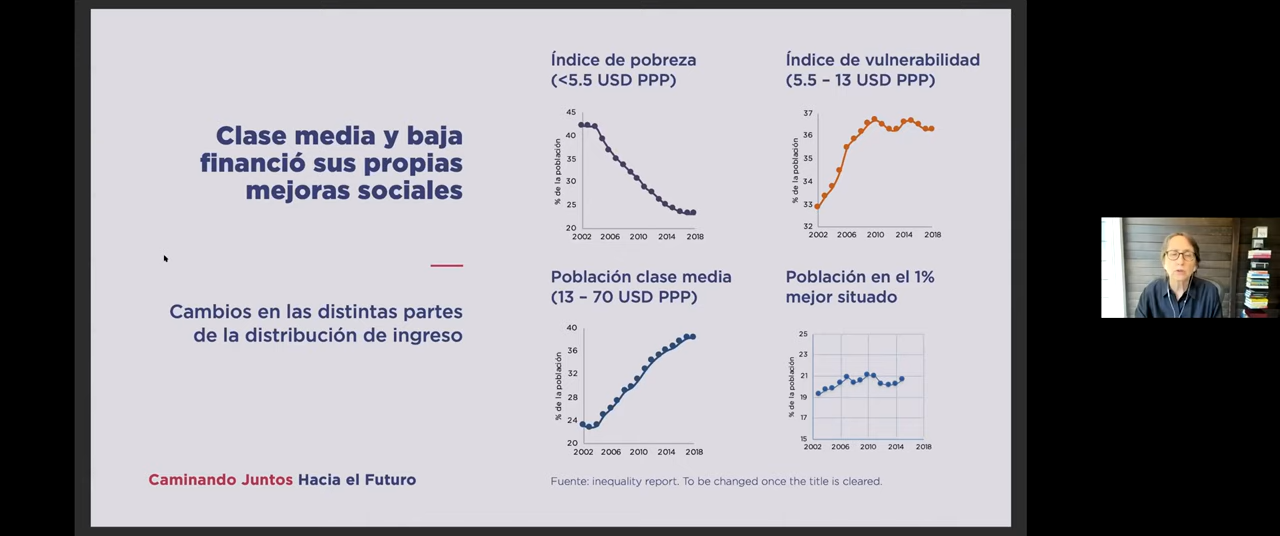 Clase media y baja
financió sus propias
mejoras sociales
Cambios en las distintas partes
de la distribución de ingreso
Caminando Juntos Hacia el Futuro
Índice de pobreza
(<5.5 USD PPP)
% de la población
45
40
35
30
25
20
2002 2006 2010 2014 2018
Índice de vulnerabilidad
(5.5 – 13 USD PPP)
% de la población
37
36
35
34
33
32
2002 2006 2010 2014 2018
Población clase media
(13 – 70 USD PPP)
% de la población
40
36
32
28
24
20
2002 2006 2010 2014 2018
Población en el 1%
mejor situado
% de la población
25
23
21
19
17
15
2002 2006 2010 2014 2018
Fuente: inequality report. To be changed once the title is cleared.